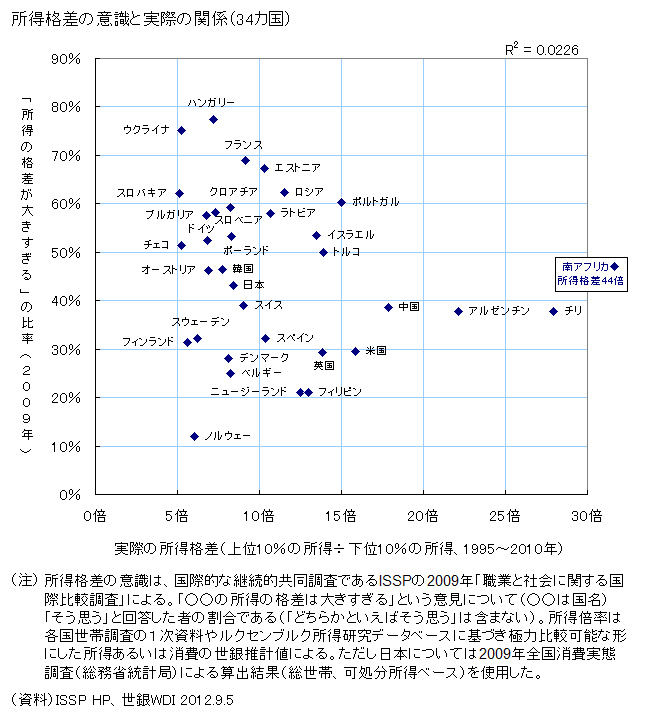 所得格差の意識と実際の関係(34カ国)
R² = 0.0226
「所得の格差が大きすぎる」の比率(2009年)
90%
80%
70%
60%
50%
40%
30%
20%
10%
0%
ハンガリー
ウクライナ
フランス
エストニア
スロバキア
クロアチア
ロシア
ポルトガル
ブルガリア
スロベニア
ラトビア
ドイツ
イスラエル
チェコ
ポーランド
トルコ
オーストリア
韓国
日本
南アフリカ
所得格差44倍
スイス
中国
アルゼンチン
チリ
スウェーデン
フィンランド
スペイン
デンマーク
英国
米国
ベルギー
ニュージーランド
フィリピン
ノルウェー
0倍
5倍
10倍
15倍
20倍
25倍
30倍
実際の所得格差(上位10%の所得÷下位10%の所得、1995~2010年)
(注) 所得格差の意識は、国際的な継続的共同調査であるISSPの2009年「職業と社会に関する国
際比較調査」による。「○○の所得の格差は大きすぎる」という意見について(○○は国名)
「そう思う」と回答した者の割合である(「どちらかといえばそう思う」は含まない)。所得倍率は
各国世帯調査の1次資料やルクセンブルク所得研究データベースに基づき極力比較可能な形
にした所得あるいは消費の世銀推計値による。ただし日本については2009年全国消費実態
調査(総務省統計局)による算出結果(総世帯、可処分所得ベース)を使用した。
(資料)ISSP HP、世銀WDI 2012.9.5